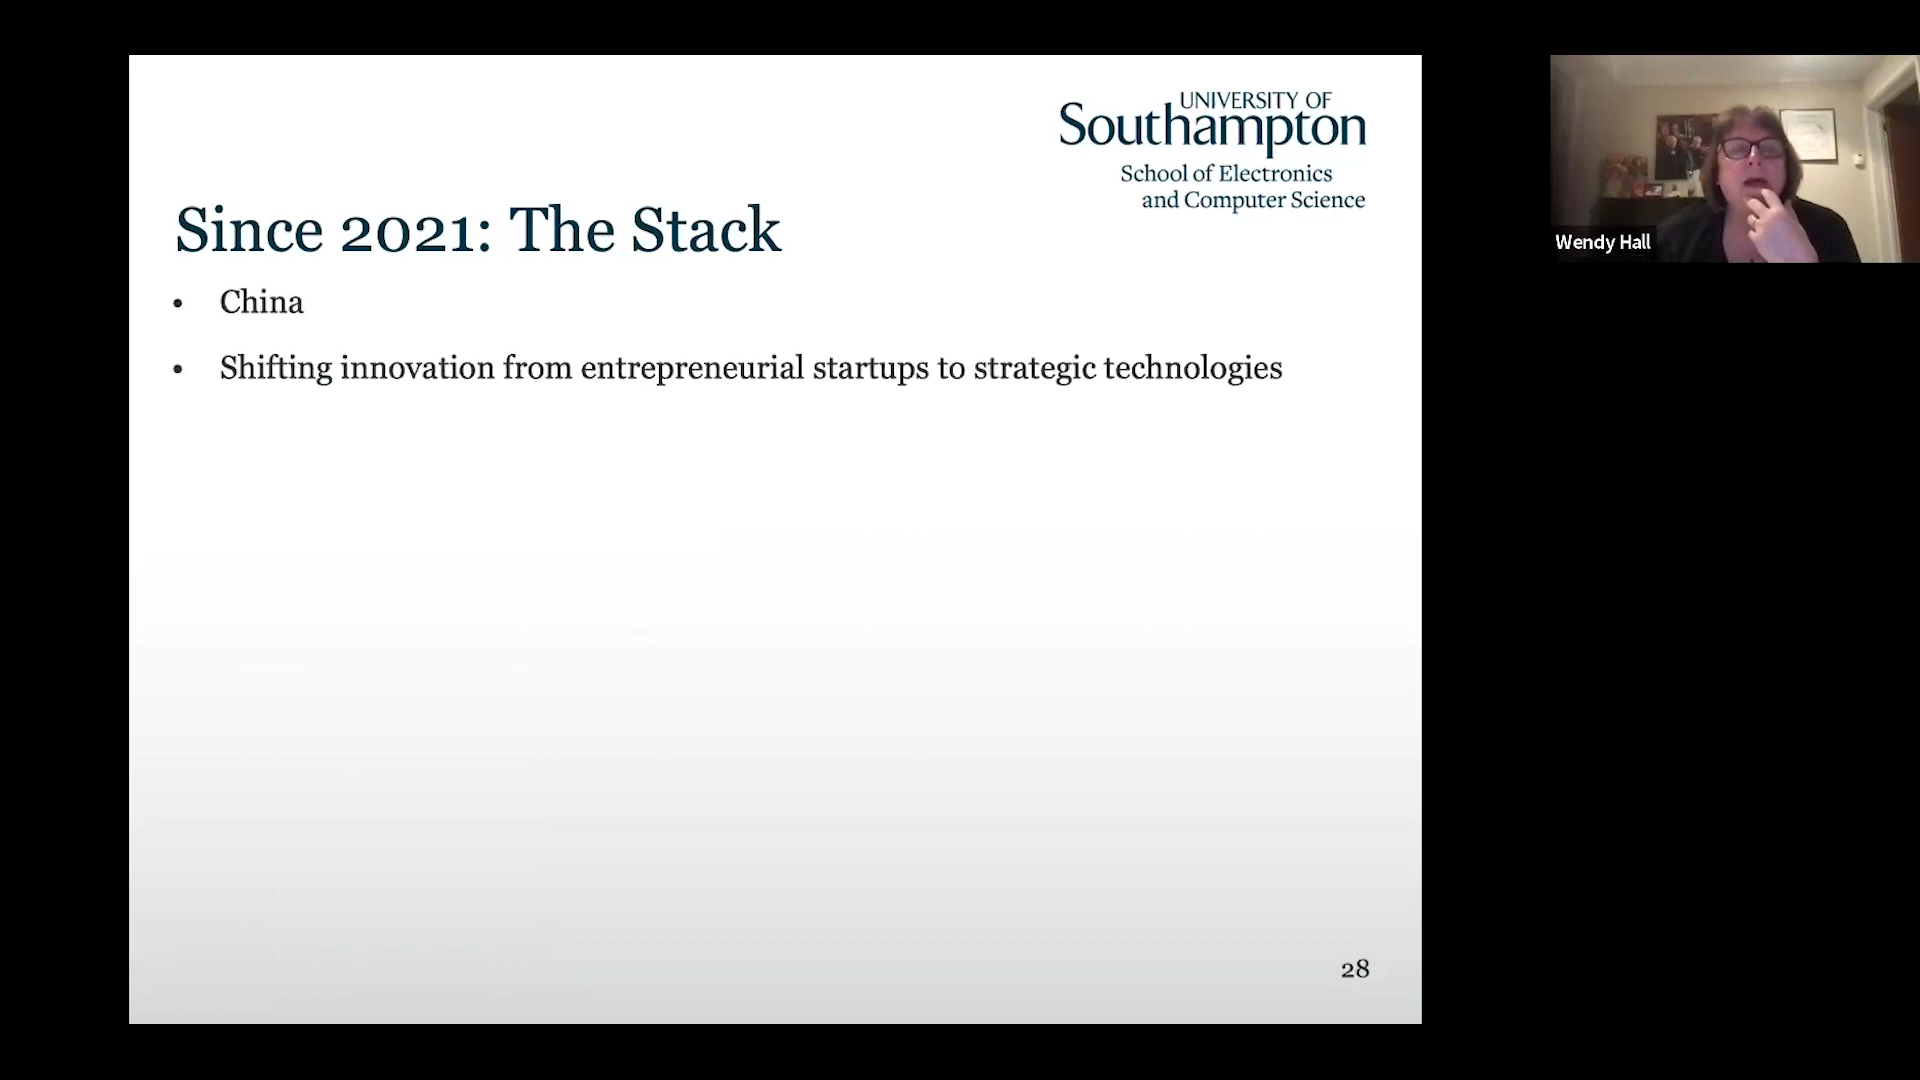 UNIVERSITY OF
Southampton
School of Electronics
and Computer Science
Since 2021: The Stack
• China
• Shifting innovation from entrepreneurial startups to strategic technologies
28
Wendy Hall